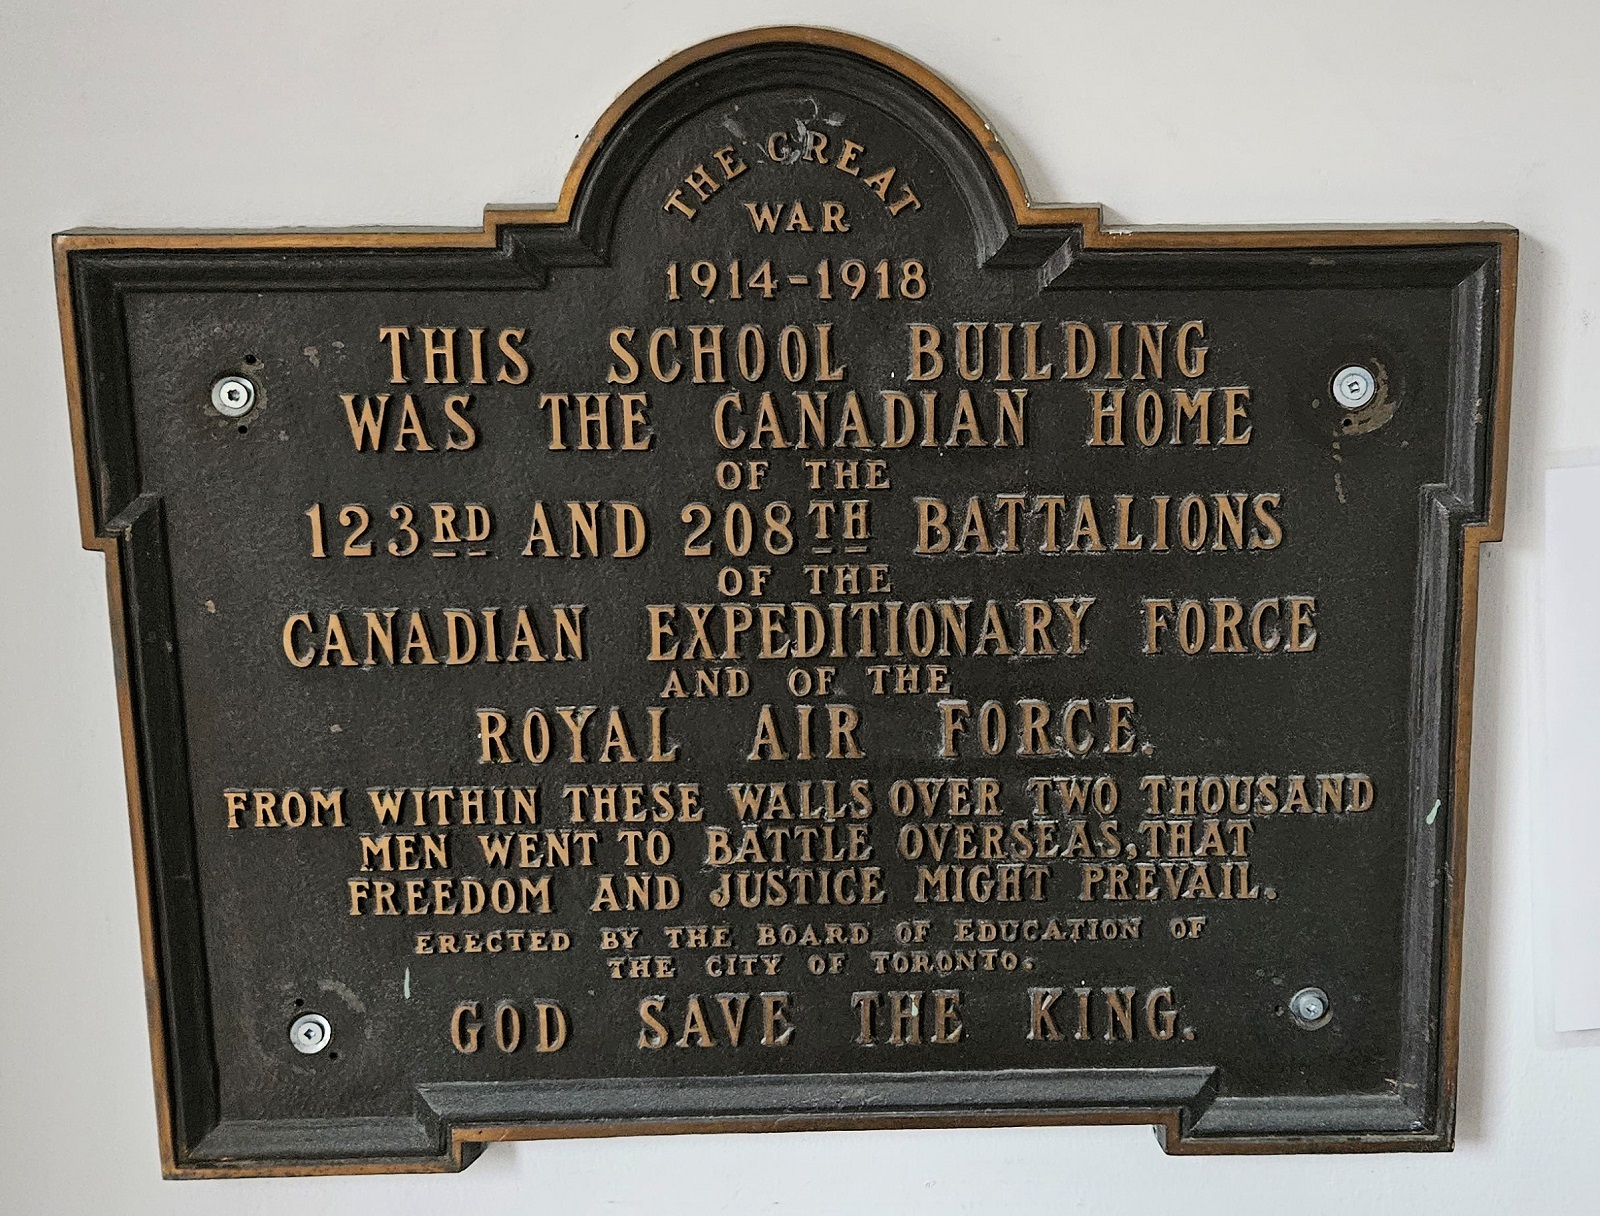 THE GREAT
WAR
1914-1918
THIS SCHOOL BUILDING
WAS THE CANADIAN HOME
OF THE
123RD AND 208TH BATTALIONS
OF THE
CANADIAN EXPEDITIONARY FORCE
AND OF THE
ROYAL AIR FORCE.
FROM WITHIN THESE WALLS OVER TWO THOUSAND
MEN WENT TO BATTLE OVERSEAS, THAT
FREEDOM AND JUSTICE MIGHT PREVAIL.
ERECTED BY THE BOARD OF EDUCATION OF
THE CITY OF TORONTO.
GOD SAVE THE KING.